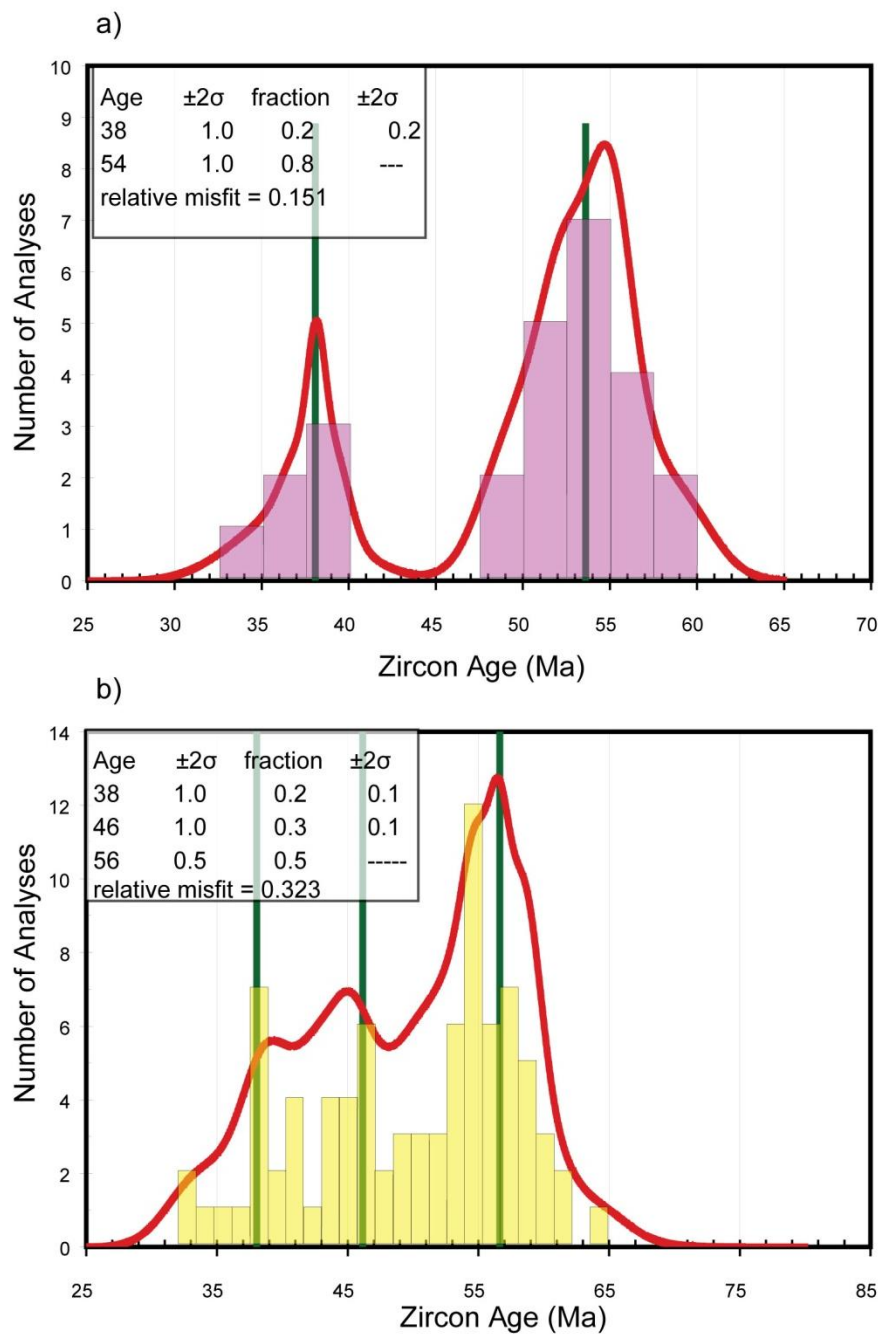 a)
Number of Analyses
10
9
8
7
6
5
4
3
2
1
0
Age ±2σ fraction ±2σ
38 1.0 0.2 0.2
54 1.0 0.8 ---
relative misfit = 0.151
25 30 35 40 45 50 55 60 65 70
Zircon Age (Ma)
b)
Number of Analyses
14
12
10
8
6
4
2
0
Age ±2σ fraction ±2σ
38 1.0 0.2 0.1
46 1.0 0.3 0.1
56 0.5 0.5 -----
relative misfit = 0.323
25 35 45 55 65 75 85
Zircon Age (Ma)